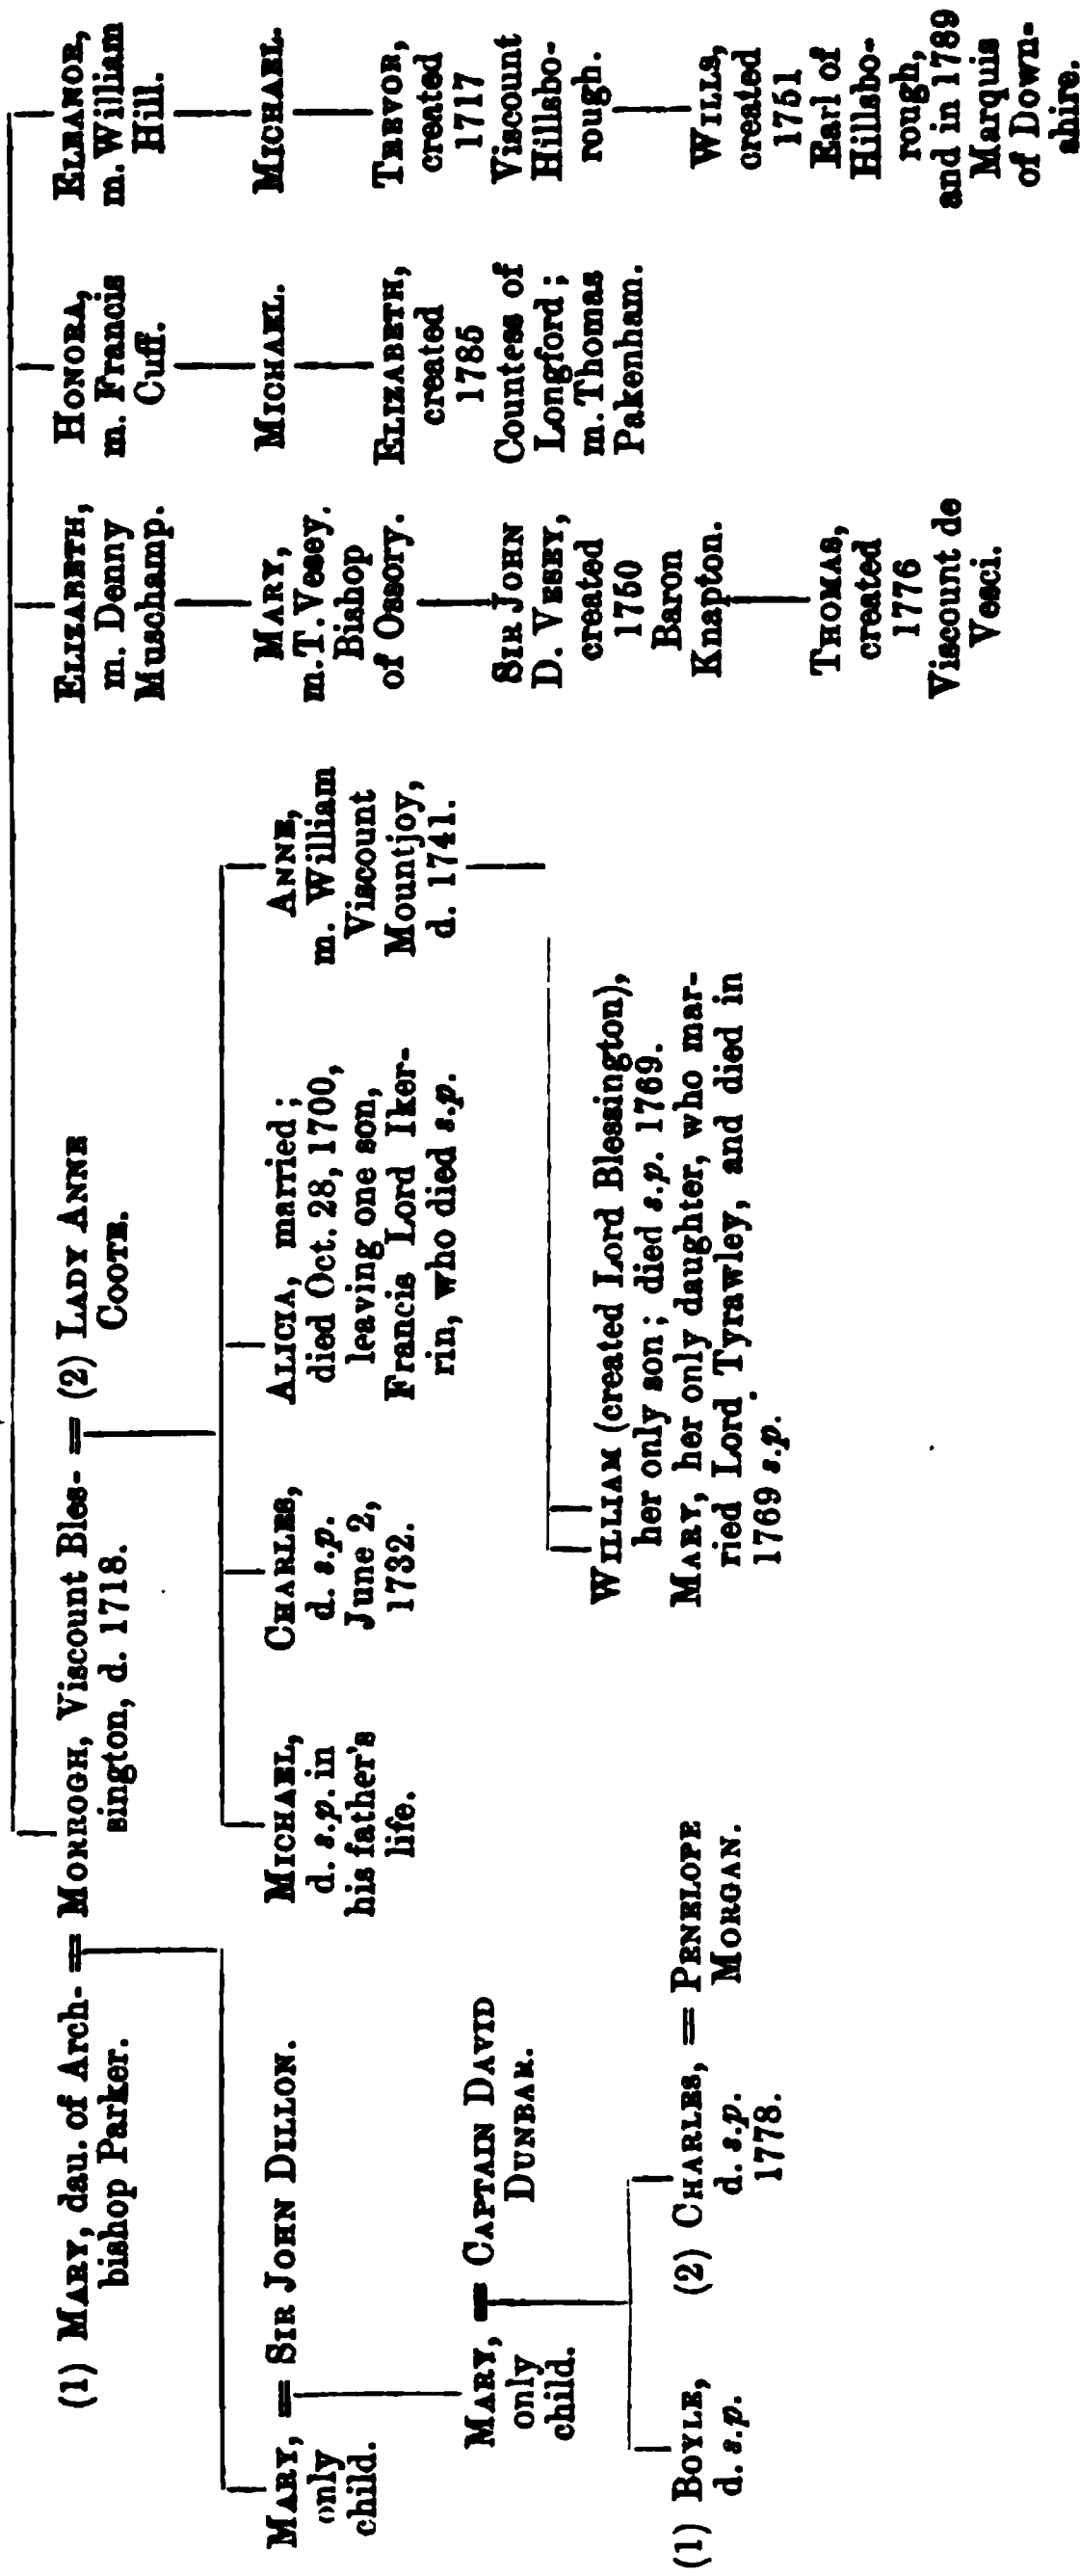 (1) MARY, dau. of Arch- = MORROGH, Viscount Bles- = (2) LADY ANNE
bishop Parker.
sington, d. 1718.
COOTE.
ELIZABETH,
m. Denny
Muschamp.
HONORA,
m. Francis
Cuff.
ELEANOR,
m. William
Hill.
MARY, = SIR JOHN DILLON.
only
child.
MICHAEL,
d. s.p. in
his father's
life.
CHARLES,
d. s.p.
June 2,
1732.
ALICIA, married;
died Oct. 28, 1700,
leaving one son,
Francis Lord Iker-
rin, who died s.p.
ANNE,
m. William
Viscount
Mountjoy,
d. 1741.
MARY,
m. T. Vesey.
Bishop
of Ossory.
MICHAEL.
MICHAEL.
SIR JOHN
D. VESEY,
created
1750
Baron
Knapton.
ELIZABETH,
created
1785
Countess of
Longford;
m. Thomas
Pakenham.
TREVOR,
created
1717
Viscount
Hillsbo-
rough.
MARY, = CAPTAIN DAVID
only
child.
DUNBAR.
WILLIAM (created Lord Blessington),
her only son; died s.p. 1769.
MARY, her only daughter, who mar-
ried Lord Tyrawley, and died in
1769 s.p.
THOMAS,
created
1776
Viscount de
Vesci.
WILLS,
created
1751
Earl of
Hillsbo-
rough,
and in 1789
Marquis
of Down-
shire.
(1) BOYLE,
d. s.p.
(2) CHARLES, = PENELOPE
d. s.p.
1778.
MORGAN.